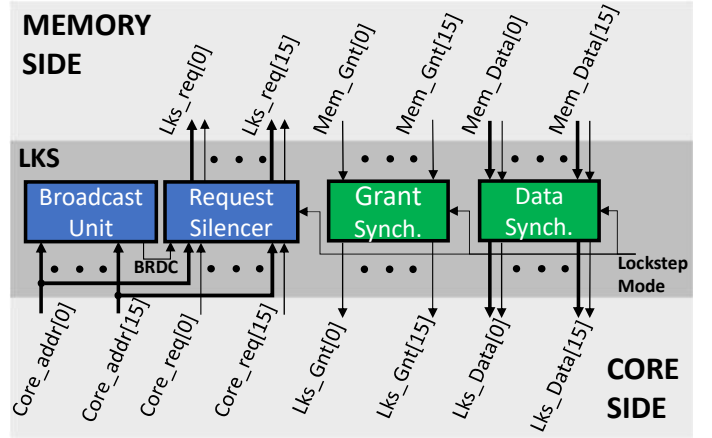 MEMORY
SIDE
Lks_req[0]
Lks_req[15]
Mem_Gnt[0]
Mem_Gnt[15]
Mem_Data[0]
Mem_Data[15]
LKS
Broadcast
Unit
Request
Silencer
Grant
Synch.
Data
Synch.
BRDC
Lockstep
Mode
Core_addr[0]
Core_addr[15]
Core_req[0]
Core_req[15]
Lks_Gnt[0]
Lks_Gnt[15]
Lks_Data[0]
Lks_Data[15]
CORE
SIDE